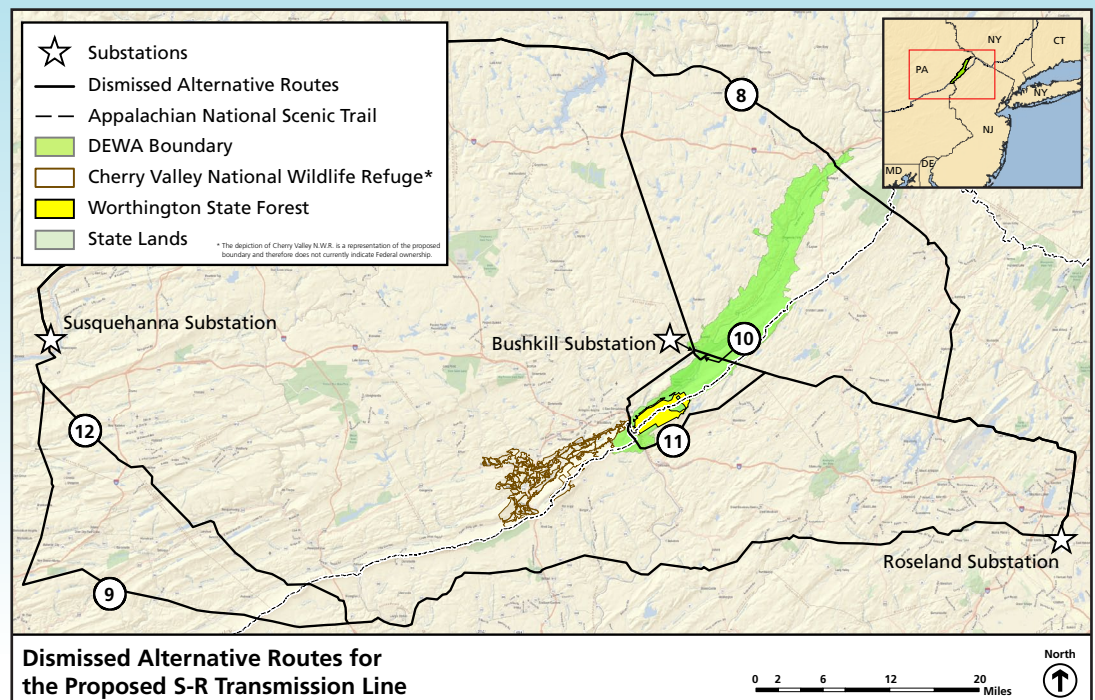 Substations
Dismissed Alternative Routes
Appalachian National Scenic Trail
DEWA Boundary
Cherry Valley National Wildlife Refuge*
Worthington State Forest
State Lands
* The depiction of Cherry Valley N.W.R. is a representation of the proposed
boundary and therefore does not currently indicate Federal ownership.
NY
CT
PA
NY
NJ
MD
DE
8
Susquehanna Substation
Bushkill Substation
10
12
11
Roseland Substation
9
Dismissed Alternative Routes for
the Proposed S-R Transmission Line
0 2 6 12 20
Miles
North